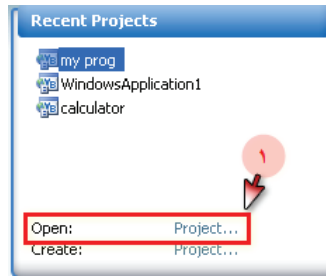 Recent Projects
my prog
WindowsApplication1
calculator
١
Open: Project...
Create: Project...